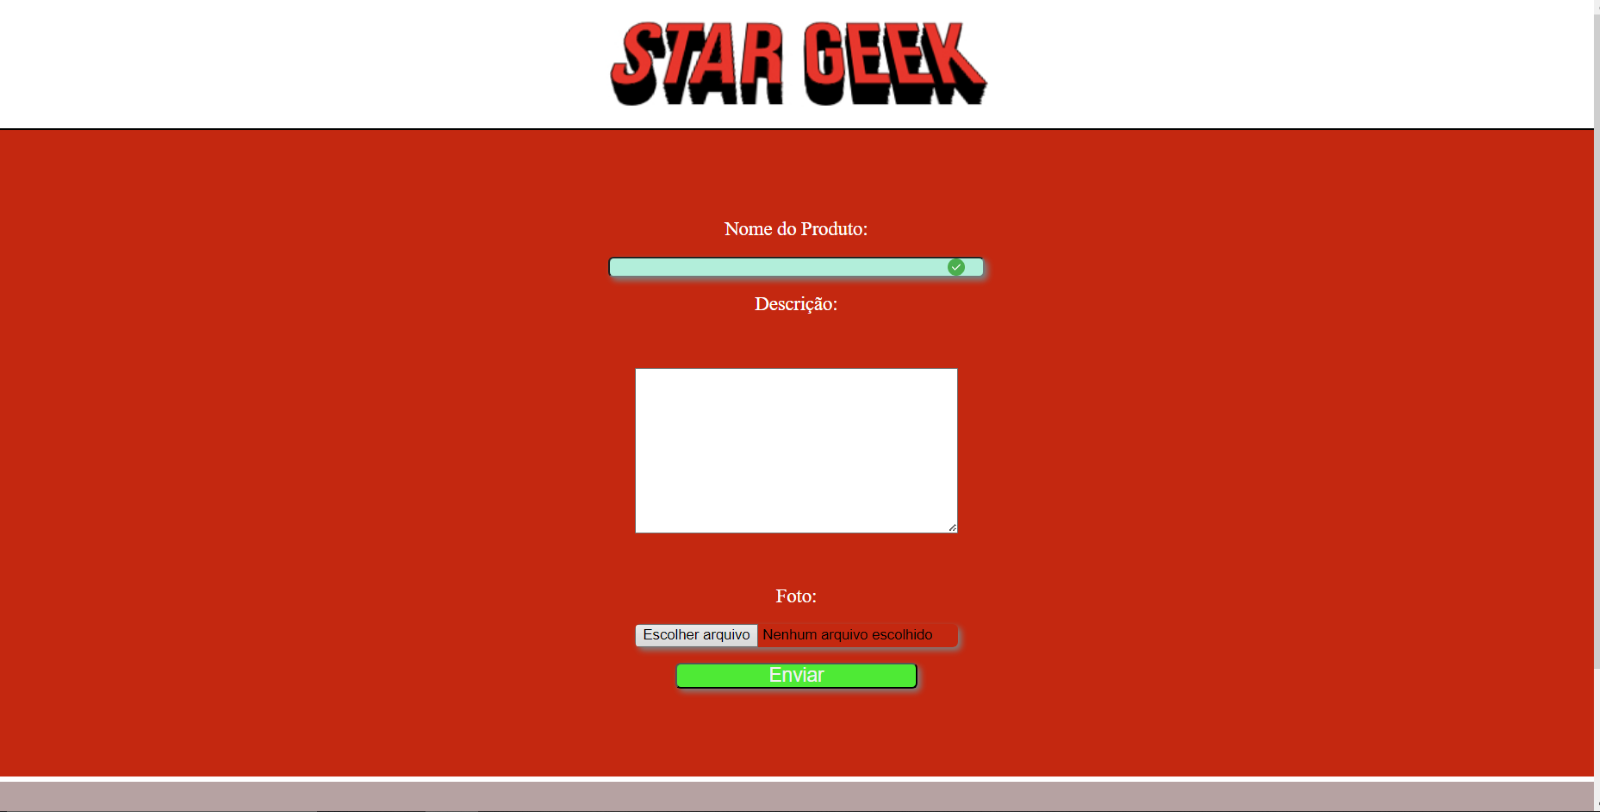 STAR GEEK
Nome do Produto:
Descrição:
Foto:
Escolher arquivo Nenhum arquivo escolhido
Enviar